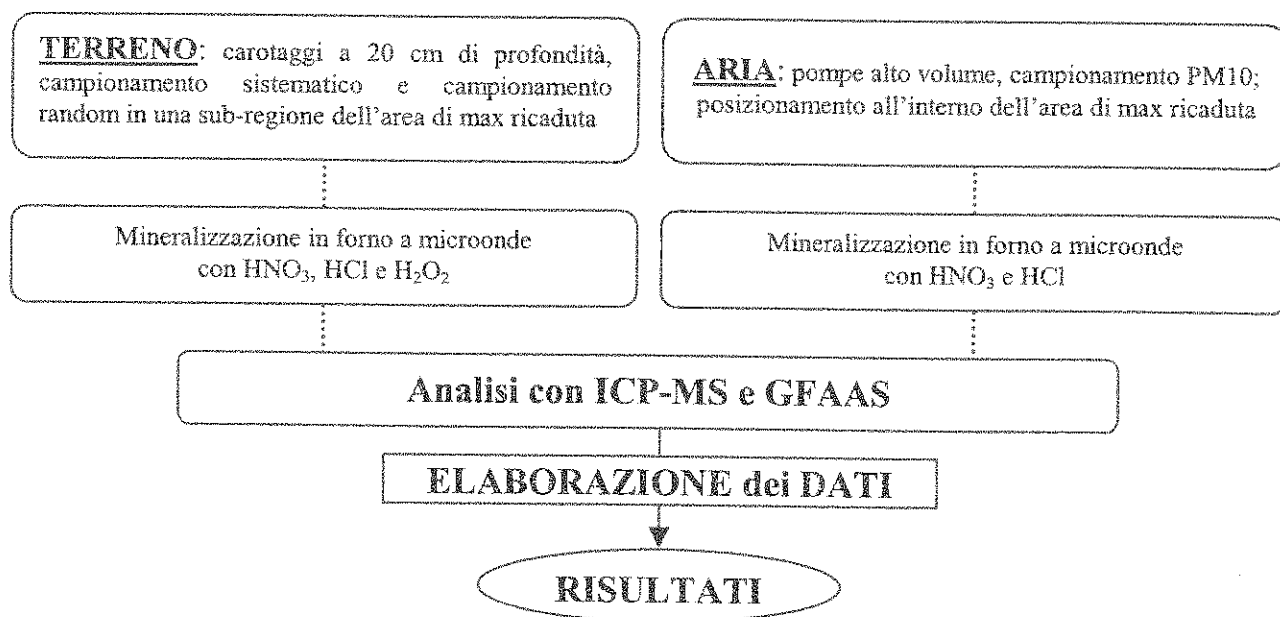 TERRENO: carotaggi a 20 cm di profondità,
campionamento sistematico e campionamento
random in una sub-regione dell'area di max ricaduta
ARIA: pompe alto volume, campionamento PM10;
posizionamento all'interno dell'area di max ricaduta
Mineralizzazione in forno a microonde
con HNO₃, HCl e H₂O₂
Mineralizzazione in forno a microonde
con HNO₃ e HCl
Analisi con ICP-MS e GFAAS
ELABORAZIONE dei DATI
RISULTATI